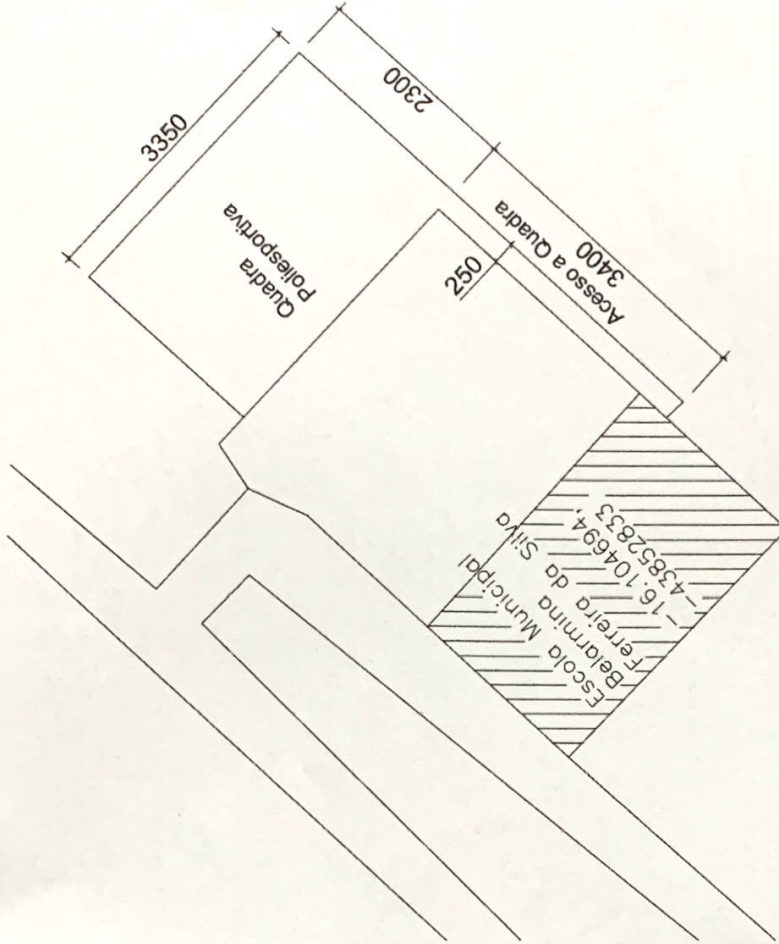 3350
2300
Quadra
Poliesportiva
250
Acesso a Quadra
3400
Escola Municipal
Belarmina
Ferreira da Silva
-16.104694,
-43852833